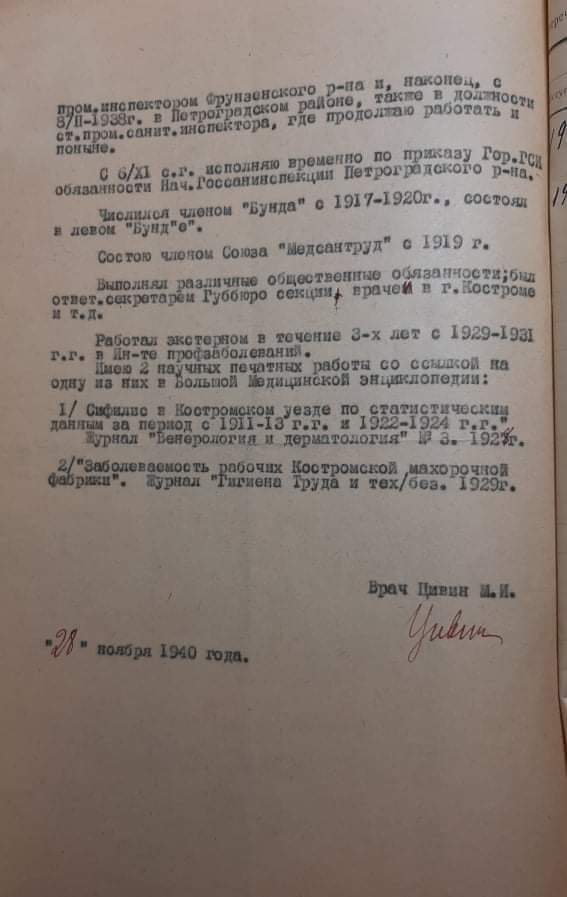 пром.инспектором Фрунзенского р-на и, наконец, с
8/П-1938г. в Петроградском районе, также в должности
ст.пром.санит.инспектора, где продолжаю работать и
поныне.
С 6/XI с.г. исполняю временно по приказу Гор.ГСИ
обязанности Нач.Госсанинспекции Петроградского р-на.
Числился членом "Бунда" с 1917-1920г., состоял
в левом "Бунд"е".
Состою членом Союза "Медсантруд" с 1919 г.
Выполнял различные общественные обязанности;был
ответ.секретарем Губбюро секции врачей в г.Костроме
и т.д.
Работал экстерном в течение 3-х лет с 1929-1931
г.г. в Ин-те профзаболеваний.
Имею 2 научных печатных работы со ссылкой на
одну из них в Большой Медицинской энциклопедии:
1/ Сифилис в Костромском уезде по статистическим
данным за период с 1911-13 г.г. и 1922-1924 г.г."
Журнал "Венерология и дерматология" № 3.
2/"Заболеваемость рабочих Костромской махорочной
фабрики". Журнал "Гигиена Труда и тех/без. 1929г.
Врач Цивин М.И.
Цивин
"28" ноября 1940 года.